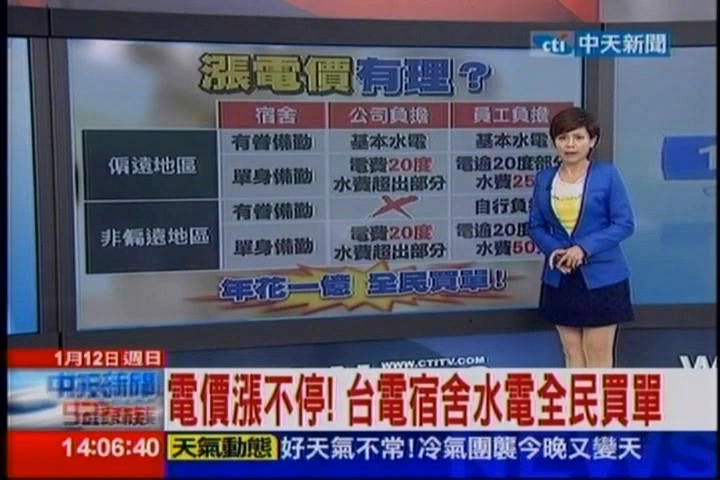 cti 中天新聞
漲電價有理?
宿舍 公司負擔 員工負擔
偏遠地區 有眷備勤 基本水電 基本水電
單身備勤 電費20度 水費超出部分 電逾20度部分 水費25
非偏遠地區 有眷備勤 自行負
單身備勤 電費20度 水費超出部分 電逾20度 水費50
年花一億 全民買單!
WWW.CTITV.COM
1月12日週日
中天新聞
電價漲不停! 台電宿舍水電全民買單
14:06:40 天氣動態 好天氣不常!冷氣團襲今晚又變天
NEWS